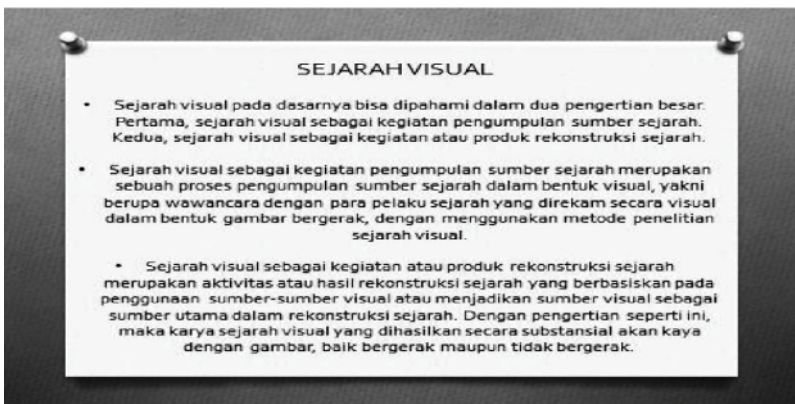 SEJARAH VISUAL
• Sejarah visual pada dasarnya bisa dipahami dalam dua pengertian besar.
Pertama, sejarah visual sebagai kegiatan pengumpulan sumber sejarah.
Kedua, sejarah visual sebagai kegiatan atau produk rekonstruksi sejarah.
• Sejarah visual sebagai kegiatan pengumpulan sumber sejarah merupakan
sebuah proses pengumpulan sumber sejarah dalam bentuk visual, yakni
berupa wawancara dengan para pelaku sejarah yang direkam secara visual
dalam bentuk gambar bergerak, dengan menggunakan metode penelitian
sejarah visual.
• Sejarah visual sebagai kegiatan atau produk rekonstruksi sejarah
merupakan aktivitas atau hasil rekonstruksi sejarah yang berbasiskan pada
penggunaan sumber-sumber visual atau menjadikan sumber visual sebagai
sumber utama dalam rekonstruksi sejarah. Dengan pengertian seperti ini,
maka karya sejarah visual yang dihasilkan secara substansial akan kaya
dengan gambar, baik bergerak maupun tidak bergerak.